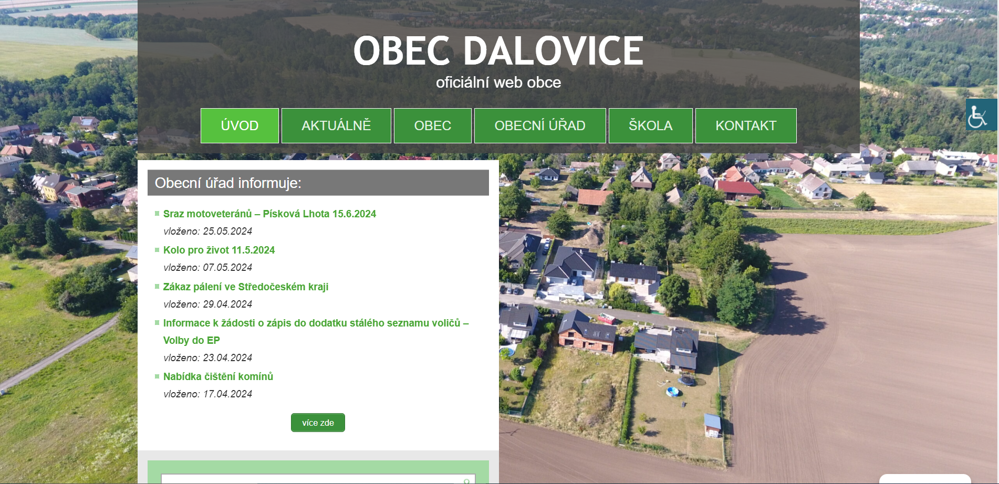 OBEC DALOVICE
oficiální web obce
ÚVOD
AKTUÁLNĚ
OBEC
OBECNÍ ÚŘAD
ŠKOLA
KONTAKT
Obecní úřad informuje:
Sraz motoveteránů – Písková Lhota 15.6.2024
vloženo: 25.05.2024
Kolo pro život 11.5.2024
vloženo: 07.05.2024
Zákaz pálení ve Středočeském kraji
vloženo: 29.04.2024
Informace k žádosti o zápis do dodatku stálého seznamu voličů –
Volby do EP
vloženo: 23.04.2024
Nabídka čištění komínů
vloženo: 17.04.2024
více zde